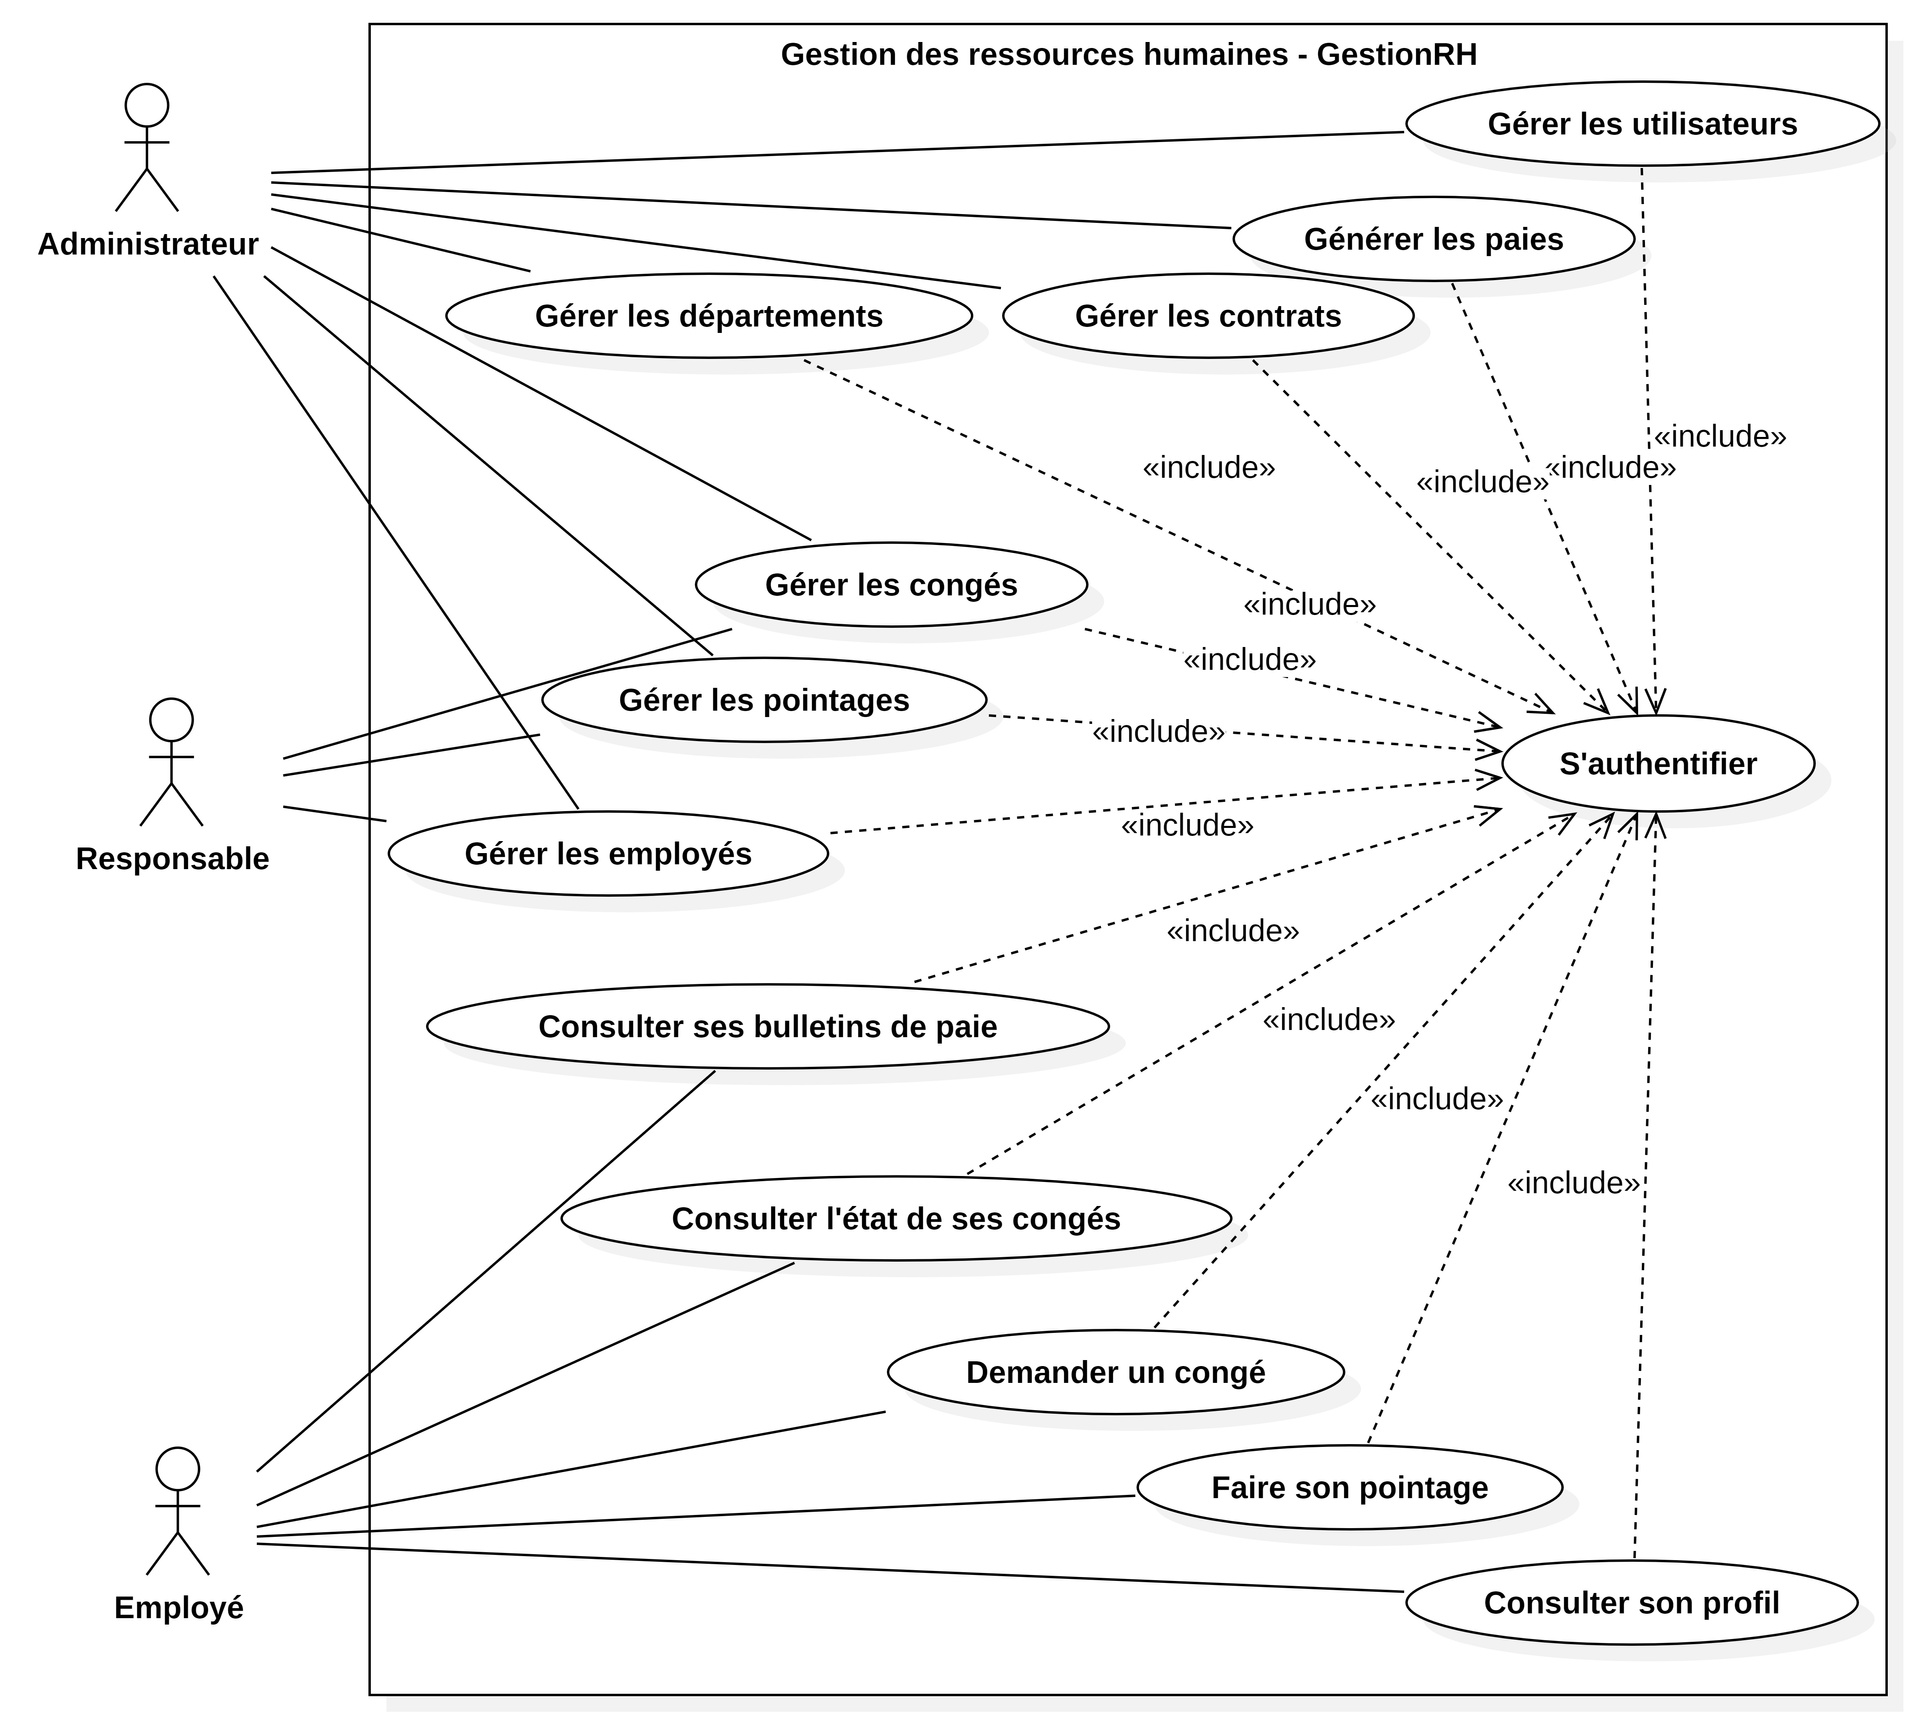 Gestion des ressources humaines - GestionRH
Gérer les utilisateurs
Administrateur
Générer les paies
Gérer les départements
Gérer les contrats
«include»
«include»
«include»
«include»
Gérer les congés
«include»
«include»
Gérer les pointages
«include»
S'authentifier
Responsable
Gérer les employés
«include»
«include»
Consulter ses bulletins de paie
«include»
«include»
Consulter l'état de ses congés
«include»
Demander un congé
Faire son pointage
Employé
Consulter son profil